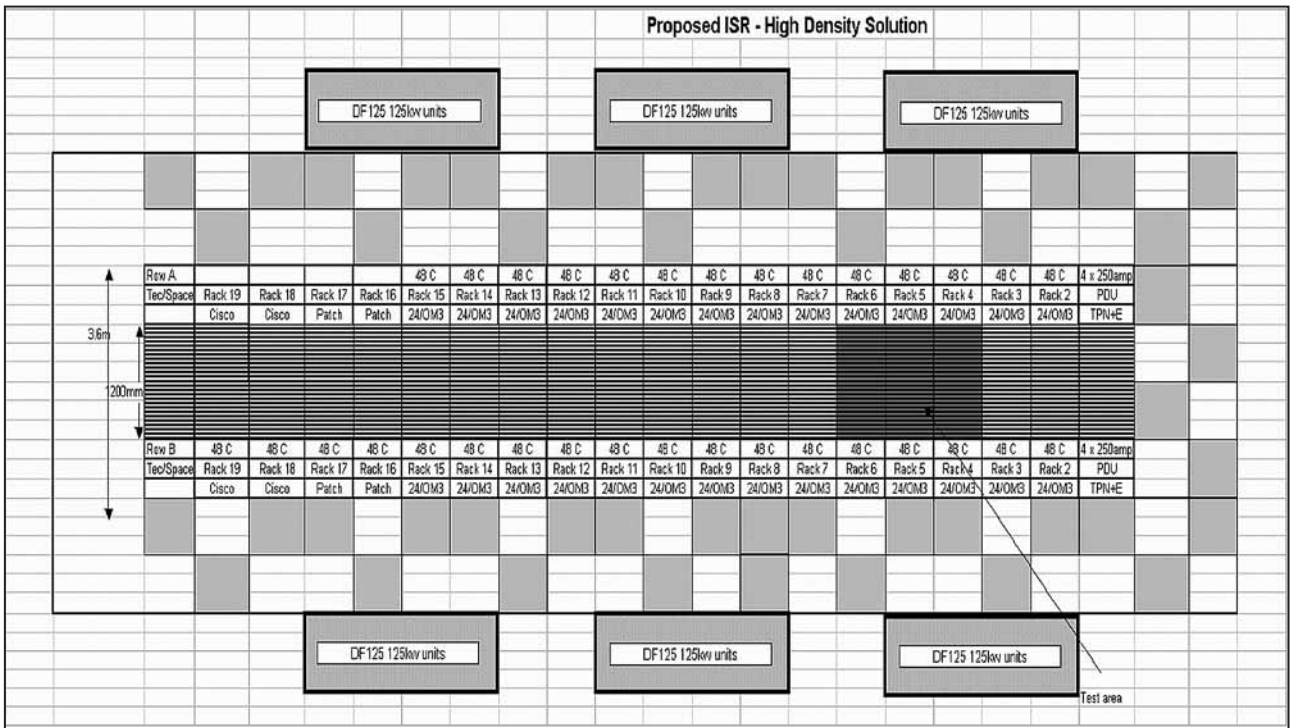 Proposed ISR - High Density Solution
DF125 125kw units DF125 125kw units DF125 125kw units
Row A 48 C 48 C 48 C 48 C 48 C 48 C 48 C 48 C 48 C 48 C 48 C 48 C 48 C 48 C 4 x 250amp
Tec/Space Rack 19 Rack 18 Rack 17 Rack 16 Rack 15 Rack 14 Rack 13 Rack 12 Rack 11 Rack 10 Rack 9 Rack 8 Rack 7 Rack 6 Rack 5 Rack 4 Rack 3 Rack 2 PDU
Cisco Cisco Patch Patch 24/OM3 24/OM3 24/OM3 24/OM3 24/OM3 24/OM3 24/OM3 24/OM3 24/OM3 24/OM3 24/OM3 24/OM3 24/OM3 24/OM3 TPN+E
3.6m
1200mm
Row B 48 C 48 C 48 C 48 C 48 C 48 C 48 C 48 C 48 C 48 C 48 C 48 C 48 C 48 C 48 C 48 C 48 C 48 C 4 x 250amp
Tec/Space Rack 19 Rack 18 Rack 17 Rack 16 Rack 15 Rack 14 Rack 13 Rack 12 Rack 11 Rack 10 Rack 9 Rack 8 Rack 7 Rack 6 Rack 5 Rack 4 Rack 3 Rack 2 PDU
Cisco Cisco Patch Patch 24/OM3 24/OM3 24/OM3 24/OM3 24/OM3 24/OM3 24/OM3 24/OM3 24/OM3 24/OM3 24/OM3 24/OM3 24/OM3 24/OM3 TPN+E
DF125 125kw units DF125 125kw units DF125 125kw units
Test area